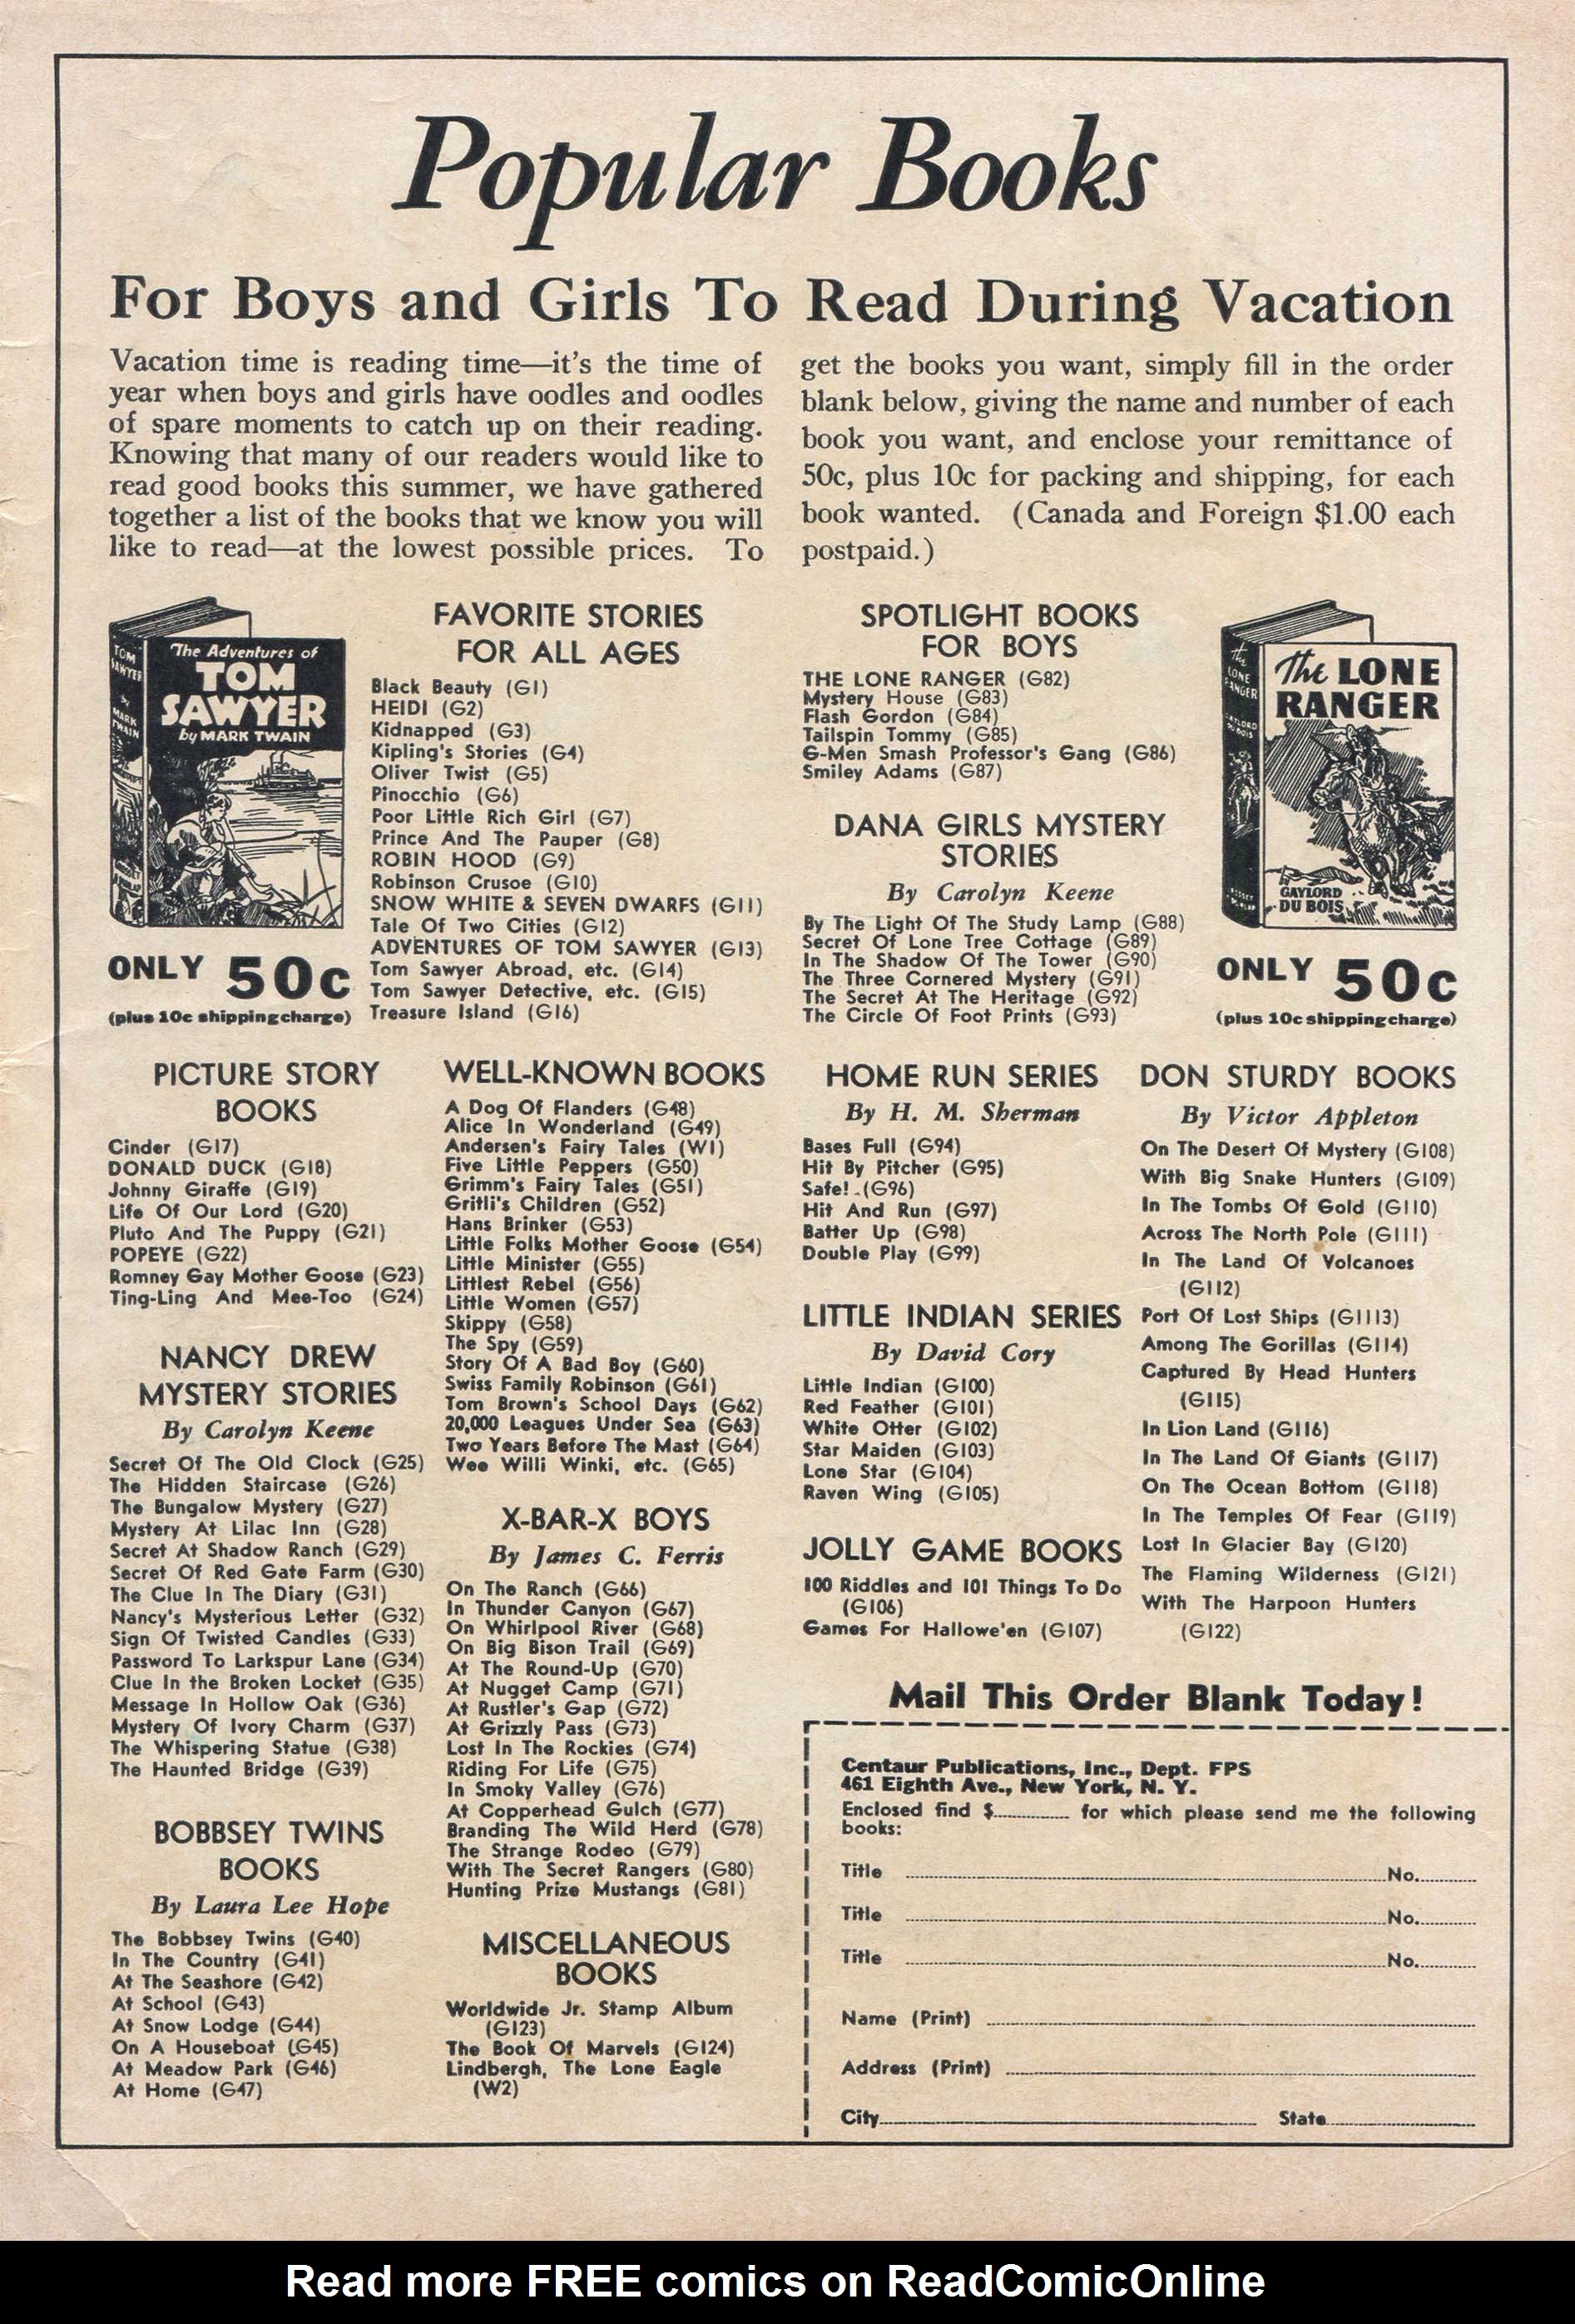 Popular Books
For Boys and Girls To Read During Vacation
Vacation time is reading time—it's the time of
year when boys and girls have oodles and oodles
of spare moments to catch up on their reading.
Knowing that many of our readers would like to
read good books this summer, we have gathered
together a list of the books that we know you will
like to read—at the lowest possible prices. To
get the books you want, simply fill in the order
blank below, giving the name and number of each
book you want, and enclose your remittance of
50c, plus 10c for packing and shipping, for each
book wanted. (Canada and Foreign $1.00 each
postpaid.)
The Adventures of
TOM
SAWYER
by MARK TWAIN
TOM
SAWYER
by
MARK
TWAIN
ONLY 50c
(plus 10c shipping charge)
FAVORITE STORIES
FOR ALL AGES
Black Beauty (G1)
HEIDI (G2)
Kidnapped (G3)
Kipling's Stories (G4)
Oliver Twist (G5)
Pinocchio (G6)
Poor Little Rich Girl (G7)
Prince And The Pauper (G8)
ROBIN HOOD (G9)
Robinson Crusoe (G10)
SNOW WHITE & SEVEN DWARFS (G11)
Tale Of Two Cities (G12)
ADVENTURES OF TOM SAWYER (G13)
Tom Sawyer Abroad, etc. (G14)
Tom Sawyer Detective, etc. (G15)
Treasure Island (G16)
SPOTLIGHT BOOKS
FOR BOYS
THE LONE RANGER (G82)
Mystery House (G83)
Flash Gordon (G84)
Tailspin Tommy (G85)
G-Men Smash Professor's Gang (G86)
Smiley Adams (G87)
DANA GIRLS MYSTERY
STORIES
By Carolyn Keene
By The Light Of The Study Lamp (G88)
Secret Of Lone Tree Cottage (G89)
In The Shadow Of The Tower (G90)
The Three Cornered Mystery (G91)
The Secret At The Heritage (G92)
The Circle Of Foot Prints (G93)
The LONE
RANGER
GAYLORD
DU BOIS
the
LONE
RANGER
GAYLORD
DU BOIS
ONLY 50c
(plus 10c shipping charge)
PICTURE STORY
BOOKS
Cinder (G17)
DONALD DUCK (G18)
Johnny Giraffe (G19)
Life Of Our Lord (G20)
Pluto And The Puppy (G21)
POPEYE (G22)
Romney Gay Mother Goose (G23)
Ting-Ling And Mee-Too (G24)
NANCY DREW
MYSTERY STORIES
By Carolyn Keene
Secret Of The Old Clock (G25)
The Hidden Staircase (G26)
The Bungalow Mystery (G27)
Mystery At Lilac Inn (G28)
Secret At Shadow Ranch (G29)
Secret Of Red Gate Farm (G30)
The Clue In The Diary (G31)
Nancy's Mysterious Letter (G32)
Sign Of Twisted Candles (G33)
Password To Larkspur Lane (G34)
Clue In the Broken Locket (G35)
Message In Hollow Oak (G36)
Mystery Of Ivory Charm (G37)
The Whispering Statue (G38)
The Haunted Bridge (G39)
BOBBSEY TWINS
BOOKS
By Laura Lee Hope
The Bobbsey Twins (G40)
In The Country (G41)
At The Seashore (G42)
At School (G43)
At Snow Lodge (G44)
On A Houseboat (G45)
At Meadow Park (G46)
At Home (G47)
WELL-KNOWN BOOKS
A Dog Of Flanders (G48)
Alice In Wonderland (G49)
Andersen's Fairy Tales (W1)
Five Little Peppers (G50)
Grimm's Fairy Tales (G51)
Gritli's Children (G52)
Hans Brinker (G53)
Little Folks Mother Goose (G54)
Little Minister (G55)
Littlest Rebel (G56)
Little Women (G57)
Skippy (G58)
The Spy (G59)
Story Of A Bad Boy (G60)
Swiss Family Robinson (G61)
Tom Brown's School Days (G62)
20,000 Leagues Under Sea (G63)
Two Years Before The Mast (G64)
Wee Willi Winki, etc. (G65)
X-BAR-X BOYS
By James C. Ferris
On The Ranch (G66)
In Thunder Canyon (G67)
On Whirlpool River (G68)
On Big Bison Trail (G69)
At The Round-Up (G70)
At Nugget Camp (G71)
At Rustler's Gap (G72)
At Grizzly Pass (G73)
Lost In The Rockies (G74)
Riding For Life (G75)
In Smoky Valley (G76)
At Copperhead Gulch (G77)
Branding The Wild Herd (G78)
The Strange Rodeo (G79)
With The Secret Rangers (G80)
Hunting Prize Mustangs (G81)
MISCELLANEOUS
BOOKS
Worldwide Jr. Stamp Album
(G123)
The Book Of Marvels (G124)
Lindbergh, The Lone Eagle
(W2)
HOME RUN SERIES
By H. M. Sherman
Bases Full (G94)
Hit By Pitcher (G95)
Safe! (G96)
Hit And Run (G97)
Batter Up (G98)
Double Play (G99)
LITTLE INDIAN SERIES
By David Cory
Little Indian (G100)
Red Feather (G101)
White Otter (G102)
Star Maiden (G103)
Lone Star (G104)
Raven Wing (G105)
JOLLY GAME BOOKS
100 Riddles and 101 Things To Do
(G106)
Games For Hallowe'en (G107)
DON STURDY BOOKS
By Victor Appleton
On The Desert Of Mystery (G108)
With Big Snake Hunters (G109)
In The Tombs Of Gold (G110)
Across The North Pole (G111)
In The Land Of Volcanoes
(G112)
Port Of Lost Ships (G1113)
Among The Gorillas (G114)
Captured By Head Hunters
(G115)
In Lion Land (G116)
In The Land Of Giants (G117)
On The Ocean Bottom (G118)
In The Temples Of Fear (G119)
Lost In Glacier Bay (G120)
The Flaming Wilderness (G121)
With The Harpoon Hunters
(G122)
Mail This Order Blank Today!
Centaur Publications, Inc., Dept. FPS
461 Eighth Ave., New York, N. Y.
Enclosed find $ for which please send me the following
books:
Title No.
Title No.
Title No.
Name (Print)
Address (Print)
City State
Read more FREE comics on ReadComicOnline